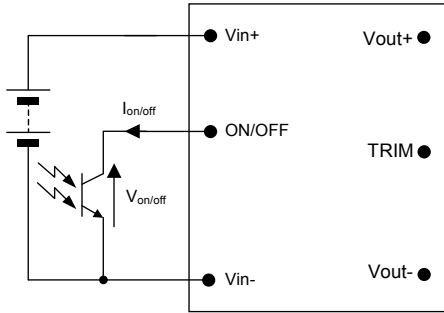 Vin+
Vout+
Ion/off
ON/OFF
TRIM
Von/off
Vin-
Vout-